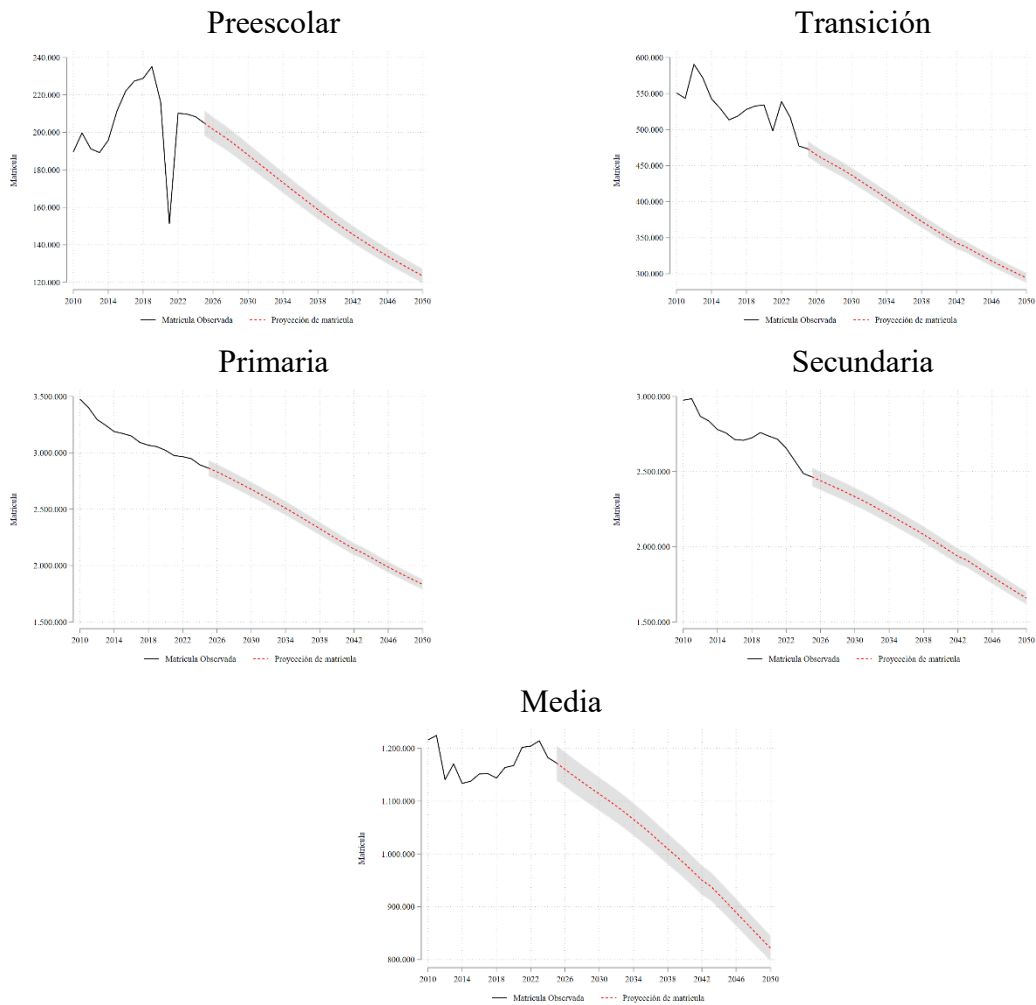 Preescolar
Matrícula
240.000
220.000
200.000
180.000
160.000
140.000
120.000
2010 2014 2018 2022 2026 2030 2034 2038 2042 2046 2050
Matrícula Observada Proyección de matrícula
Transición
Matrícula
600.000
550.000
500.000
450.000
400.000
350.000
300.000
2010 2014 2018 2022 2026 2030 2034 2038 2042 2046 2050
Matrícula Observada Proyección de matrícula
Primaria
Matrícula
3.500.000
3.000.000
2.500.000
2.000.000
1.500.000
2010 2014 2018 2022 2026 2030 2034 2038 2042 2046 2050
Matrícula Observada Proyección de matrícula
Secundaria
Matrícula
3.000.000
2.500.000
2.000.000
1.500.000
2010 2014 2018 2022 2026 2030 2034 2038 2042 2046 2050
Matrícula Observada Proyección de matrícula
Media
Matrícula
1.200.000
1.100.000
1.000.000
900.000
800.000
2010 2014 2018 2022 2026 2030 2034 2038 2042 2046 2050
Matrícula Observada Proyección de matrícula